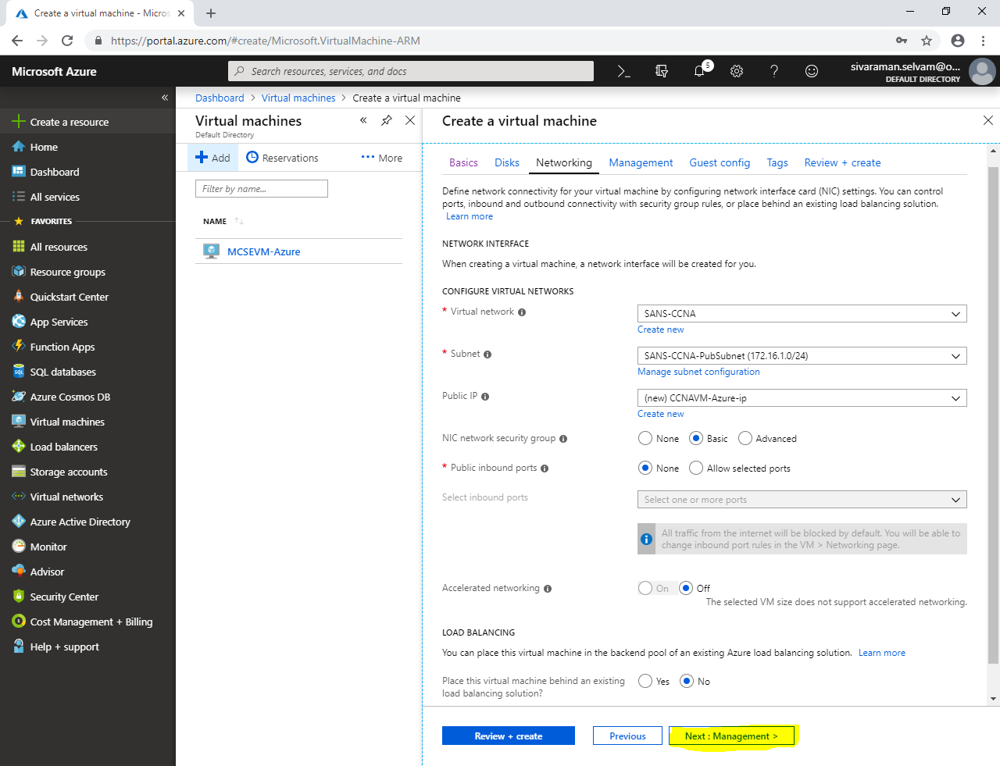 Create a virtual machine - Micros
https://portal.azure.com/#create/Microsoft.VirtualMachine-ARM
Microsoft Azure
Search resources, services, and docs
5
sivaraman.selvam@o...
DEFAULT DIRECTORY
Create a resource
Home
Dashboard
All services
FAVORITES
All resources
Resource groups
Quickstart Center
App Services
Function Apps
SQL databases
Azure Cosmos DB
Virtual machines
Load balancers
Storage accounts
Virtual networks
Azure Active Directory
Monitor
Advisor
Security Center
Cost Management + Billing
Help + support
Dashboard > Virtual machines > Create a virtual machine
Virtual machines
Default Directory
Add
Reservations
More
Filter by name...
NAME
MCSEVM-Azure
Create a virtual machine
Basics Disks Networking Management Guest config Tags Review + create
Define network connectivity for your virtual machine by configuring network interface card (NIC) settings. You can control
ports, inbound and outbound connectivity with security group rules, or place behind an existing load balancing solution.
Learn more
NETWORK INTERFACE
When creating a virtual machine, a network interface will be created for you.
CONFIGURE VIRTUAL NETWORKS
* Virtual network
SANS-CCNA
Create new
* Subnet
SANS-CCNA-PubSubnet (172.16.1.0/24)
Manage subnet configuration
Public IP
(new) CCNAVM-Azure-ip
Create new
NIC network security group
None Basic Advanced
* Public inbound ports
None Allow selected ports
Select inbound ports
Select one or more ports
All traffic from the internet will be blocked by default. You will be able to
change inbound port rules in the VM > Networking page.
Accelerated networking
On Off
The selected VM size does not support accelerated networking.
LOAD BALANCING
You can place this virtual machine in the backend pool of an existing Azure load balancing solution. Learn more
Place this virtual machine behind an existing
load balancing solution?
Yes No
Review + create
Previous
Next : Management >